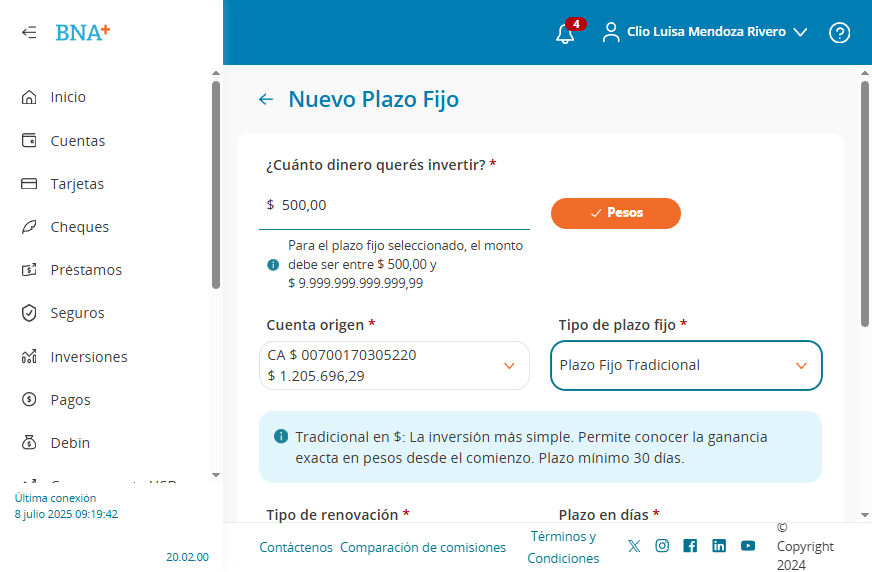 BNA+
4
Clio Luisa Mendoza Rivero
Inicio
Cuentas
Tarjetas
Cheques
Préstamos
Seguros
Inversiones
Pagos
Debin
Última conexión
8 julio 2025 09:19:42
20.02.00
Nuevo Plazo Fijo
¿Cuánto dinero querés invertir? *
$ 500,00
Pesos
Para el plazo fijo seleccionado, el monto
debe ser entre $ 500,00 y
$ 9.999.999.999.999,99
Cuenta origen *
Tipo de plazo fijo *
CA $ 00700170305220
$ 1.205.696,29
Plazo Fijo Tradicional
Tradicional en $: La inversión más simple. Permite conocer la ganancia
exacta en pesos desde el comienzo. Plazo mínimo 30 días.
Tipo de renovación *
Plazo en días *
Contáctenos
Comparación de comisiones
Términos y
Condiciones
©
Copyright
2024